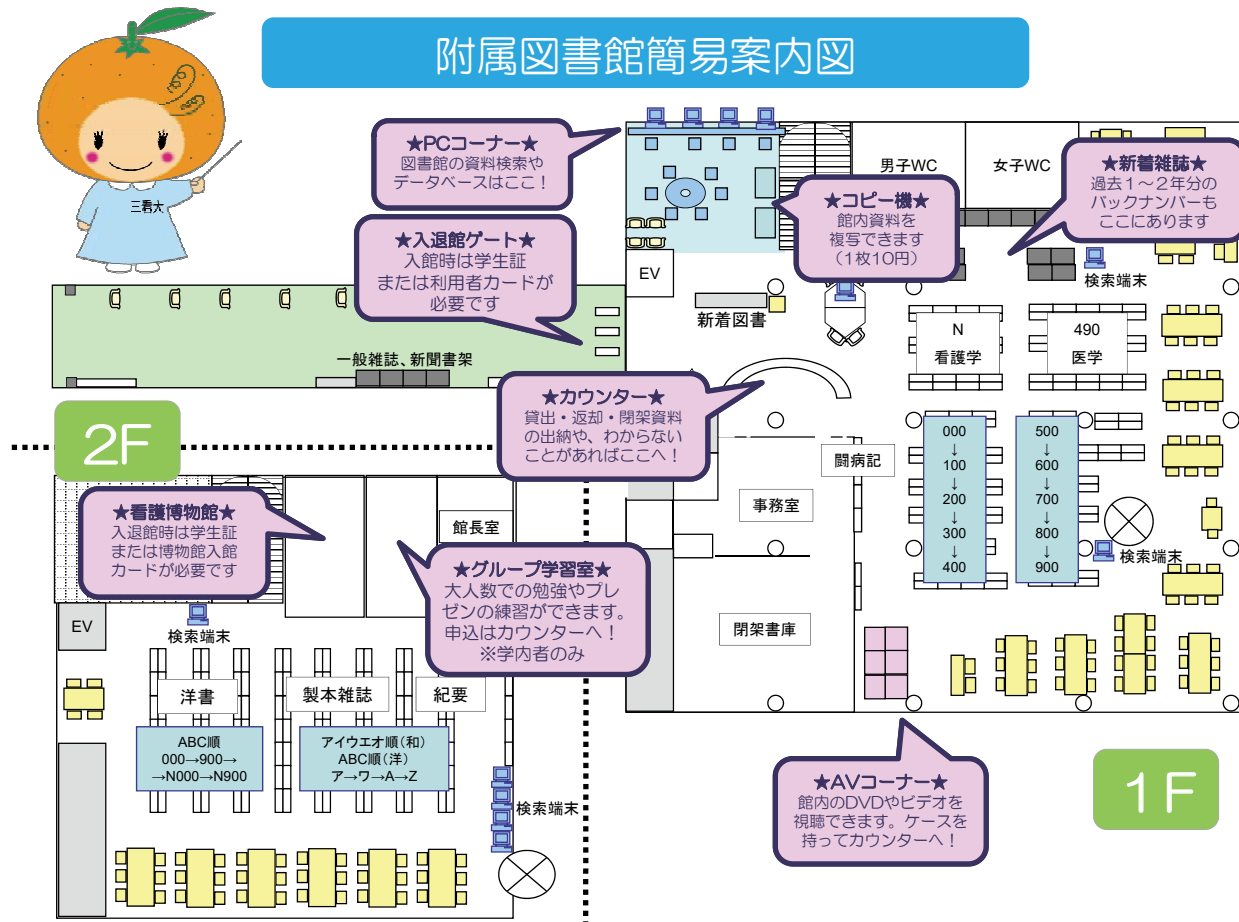 附属図書館簡易案内図
三看大
★PCコーナー★
図書館の資料検索や
データベースはここ！
★入退館ゲート★
入館時は学生証
または利用者カードが
必要です
男子WC
女子WC
★コピー機★
館内資料を
複写できます
（1枚10円）
★新着雑誌★
過去１～２年分の
バックナンバーも
ここにあります
EV
新着図書
検索端末
一般雑誌、新聞書架
N
看護学
490
医学
★カウンター★
貸出・返却・閉架資料
の出納や、わからない
ことがあればここへ！
闘病記
000
↓
100
↓
200
↓
300
↓
400
500
↓
600
↓
700
↓
800
↓
900
事務室
検索端末
閉架書庫
★AVコーナー★
館内のDVDやビデオを
視聴できます。ケースを
持ってカウンターへ！
1F
2F
★看護博物館★
入退館時は学生証
または博物館入館
カードが必要です
館長室
★グループ学習室★
大人数での勉強やプレ
ゼンの練習ができます。
申込はカウンターへ！
※学内者のみ
EV
検索端末
洋書
製本雑誌
紀要
ABC順
000→900→
→N000→N900
アイウエオ順（和）
ABC順（洋）
ア→ワ→A→Z
検索端末